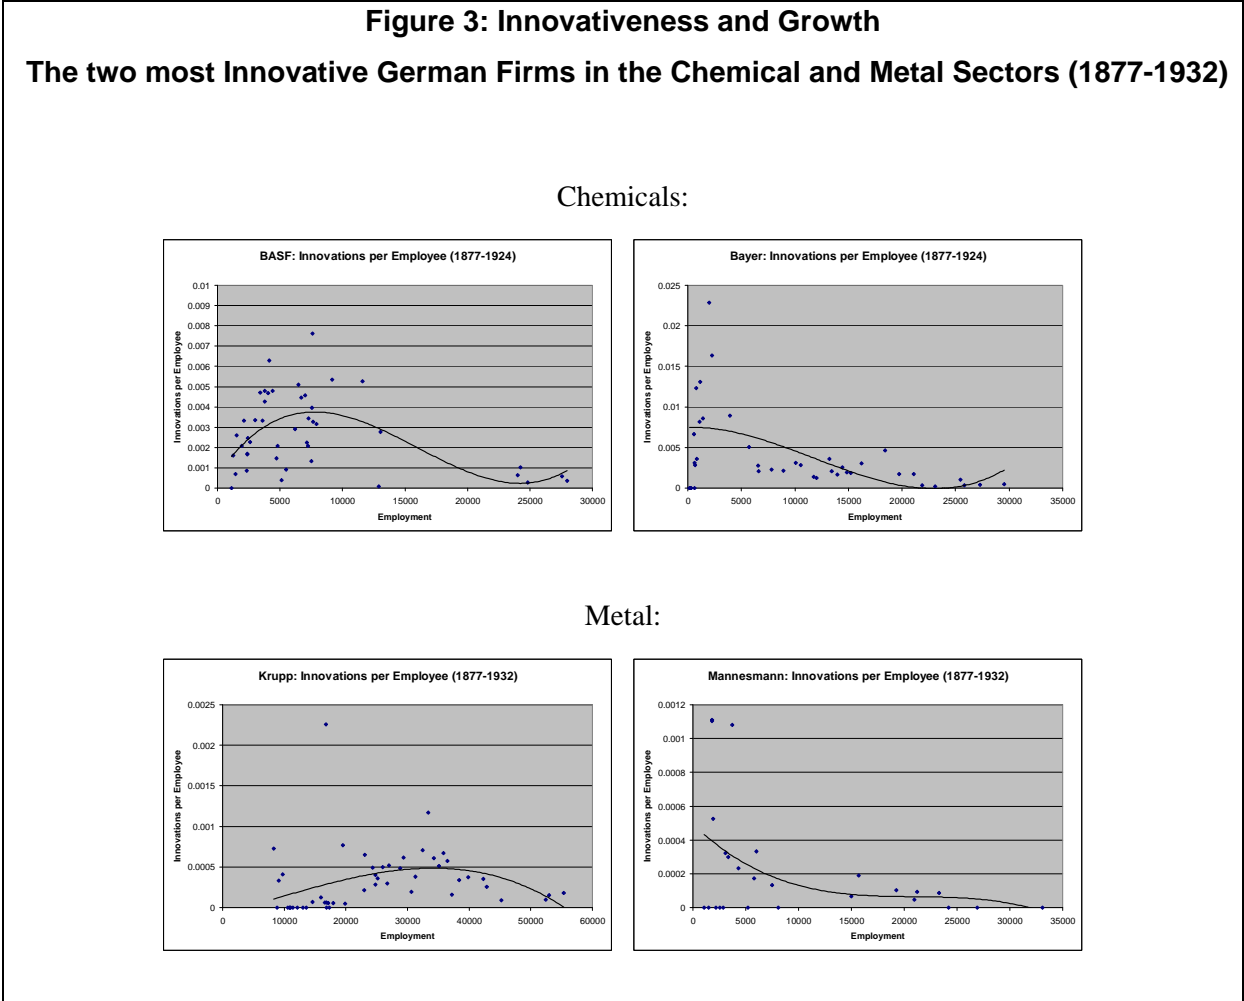 Figure 3: Innovativeness and Growth
The two most Innovative German Firms in the Chemical and Metal Sectors (1877-1932)
Chemicals:
BASF: Innovations per Employee (1877-1924)
Innovations per Employee
0.01
0.009
0.008
0.007
0.006
0.005
0.004
0.003
0.002
0.001
0
0 5000 10000 15000 20000 25000 30000
Employment
Bayer: Innovations per Employee (1877-1924)
Innovations per Employee
0.025
0.02
0.015
0.01
0.005
0
0 5000 10000 15000 20000 25000 30000 35000
Employment
Metal:
Krupp: Innovations per Employee (1877-1932)
Innovations per Employee
0.0025
0.002
0.0015
0.001
0.0005
0
0 10000 20000 30000 40000 50000 60000
Employment
Mannesmann: Innovations per Employee (1877-1932)
Innovations per Employee
0.0012
0.001
0.0008
0.0006
0.0004
0.0002
0
0 5000 10000 15000 20000 25000 30000 35000
Employment